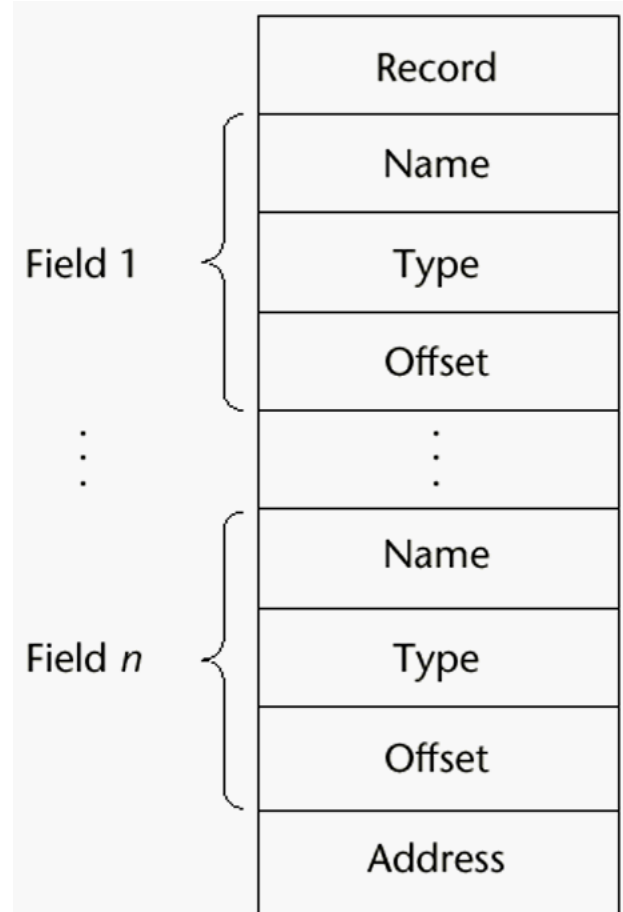 Record
Name
Field 1
Type
Offset
⋮ ⋮
Name
Field n
Type
Offset
Address